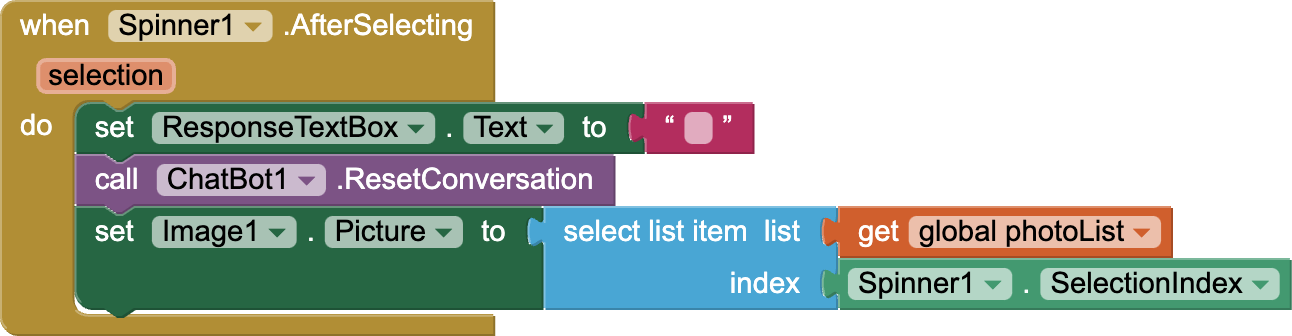 when Spinner1 .AfterSelecting
selection
do set ResponseTextBox . Text to “ ”
call ChatBot1 .ResetConversation
set Image1 . Picture to select list item list get global photoList
index Spinner1 . SelectionIndex